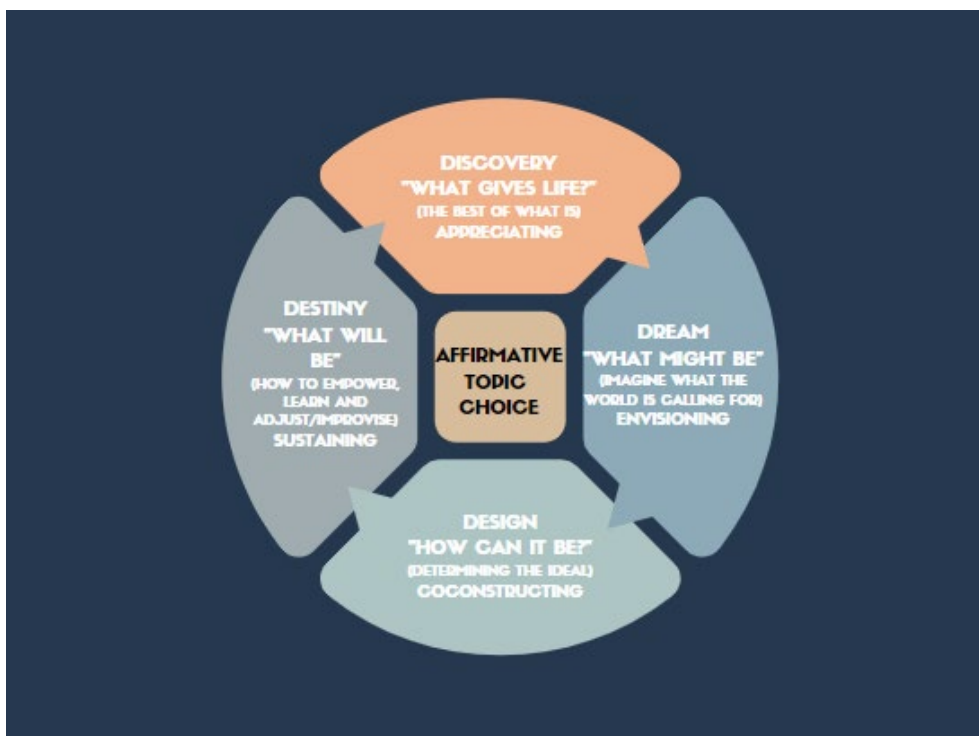 DISCOVERY
"WHAT GIVES LIFE?"
(THE BEST OF WHAT IS)
APPRECIATING
DREAM
"WHAT MIGHT BE"
(IMAGINE WHAT THE
WORLD IS CALLING FOR)
ENVISIONING
DESIGN
"HOW CAN IT BE?"
(DETERMINING THE IDEAL)
COCONSTRUCTING
DESTINY
"WHAT WILL
BE"
(HOW TO EMPOWER,
LEARN AND
ADJUST/IMPROVISE)
SUSTAINING
AFFIRMATIVE
TOPIC
CHOICE